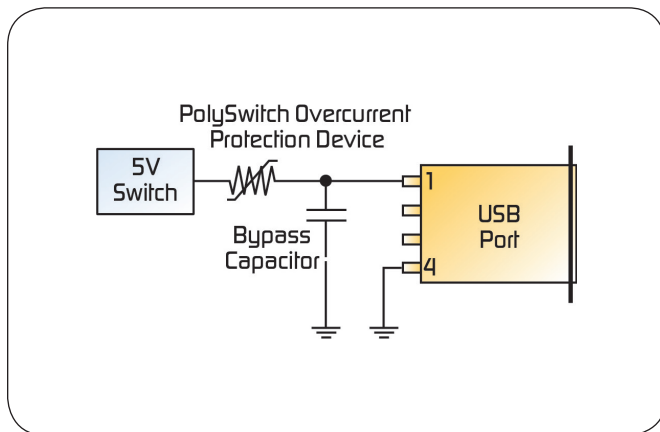 PolySwitch Overcurrent
Protection Device
5V
Switch
1
USB
Port
Bypass
Capacitor
4